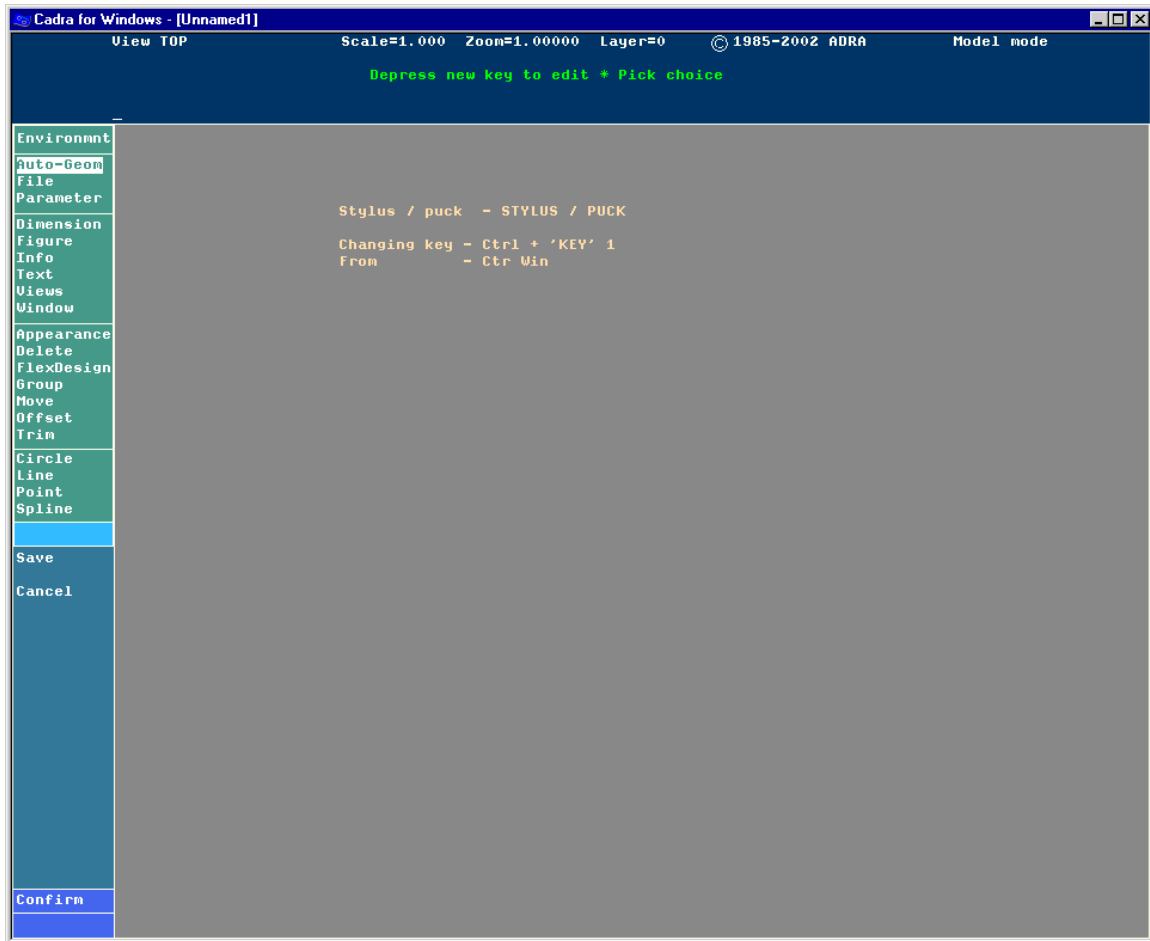 Cadra for Windows - [Unnamed1]
View TOP Scale=1.000 Zoom=1.00000 Layer=0 © 1985-2002 ADRA Model mode
Depress new key to edit * Pick choice
_
Environmnt
Auto-Geom
File
Parameter
Dimension
Figure
Info
Text
Views
Window
Appearance
Delete
FlexDesign
Group
Move
Offset
Trim
Circle
Line
Point
Spline
Save
Cancel
Confirm
Stylus / puck - STYLUS / PUCK
Changing key - Ctrl + 'KEY' 1
From - Ctr Win